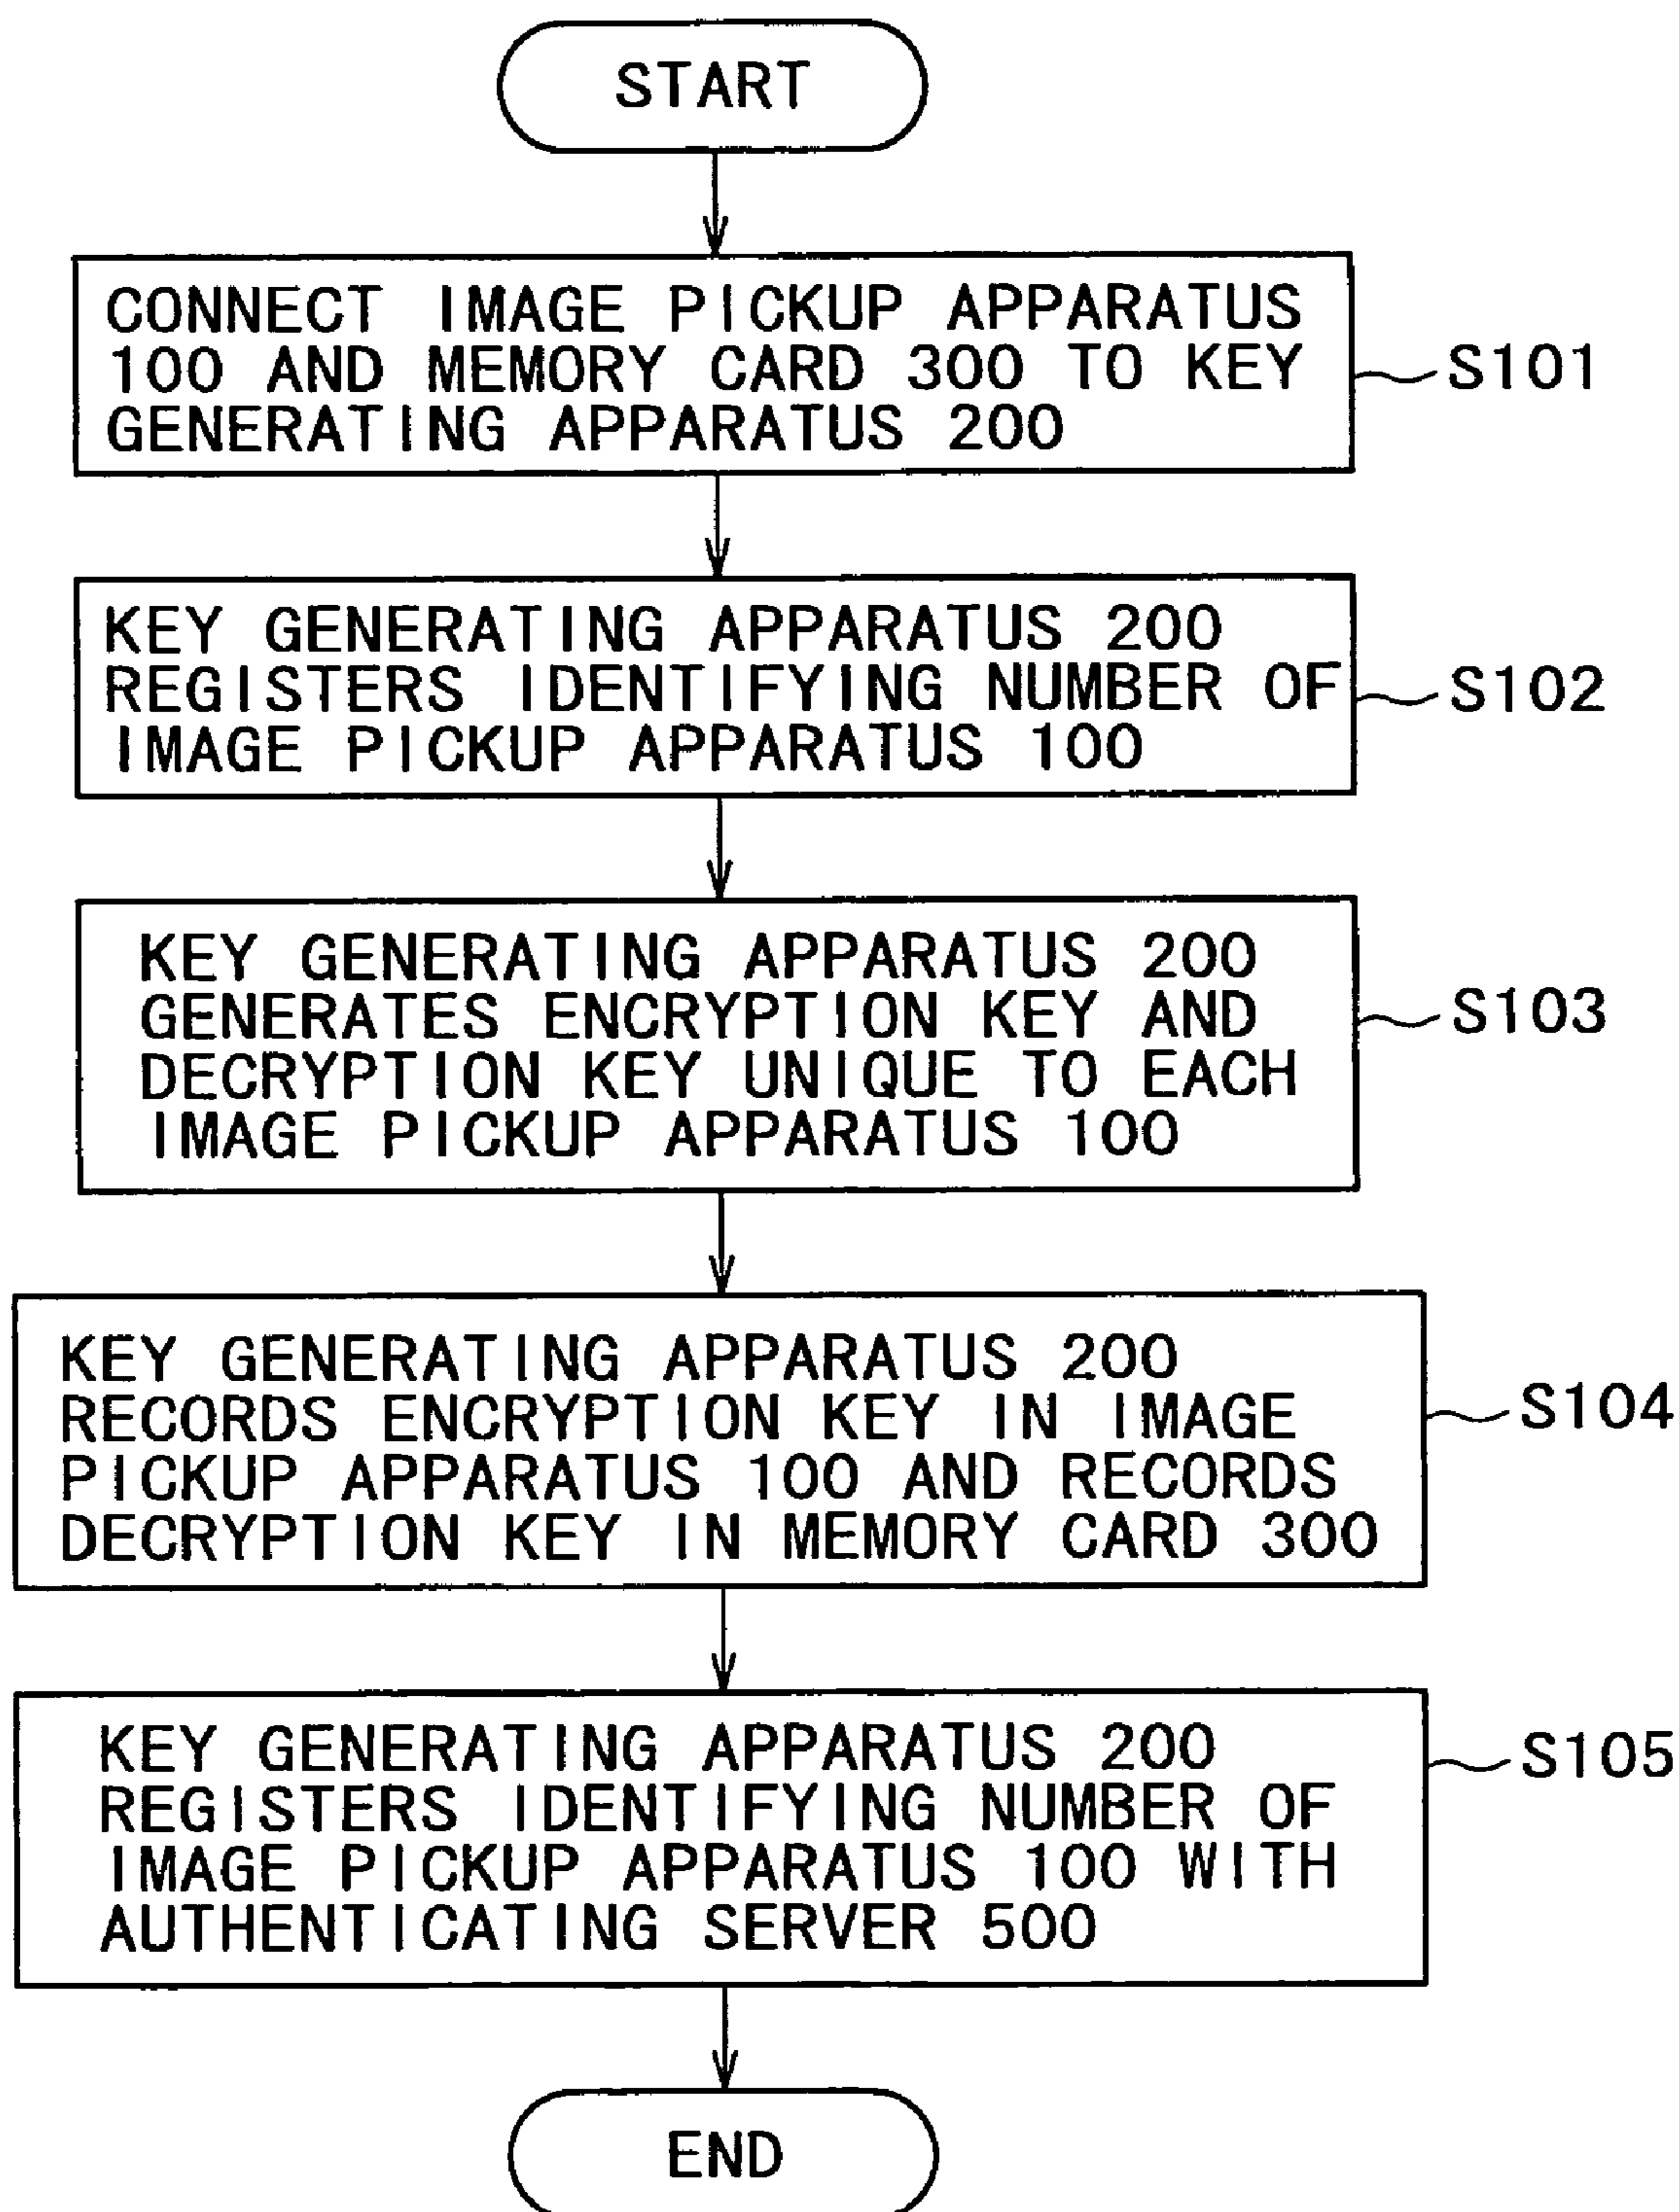 START
CONNECT IMAGE PICKUP APPARATUS
100 AND MEMORY CARD 300 TO KEY
GENERATING APPARATUS 200
S101
KEY GENERATING APPARATUS 200
REGISTERS IDENTIFYING NUMBER OF
IMAGE PICKUP APPARATUS 100
S102
KEY GENERATING APPARATUS 200
GENERATES ENCRYPTION KEY AND
DECRYPTION KEY UNIQUE TO EACH
IMAGE PICKUP APPARATUS 100
S103
KEY GENERATING APPARATUS 200
RECORDS ENCRYPTION KEY IN IMAGE
PICKUP APPARATUS 100 AND RECORDS
DECRYPTION KEY IN MEMORY CARD 300
S104
KEY GENERATING APPARATUS 200
REGISTERS IDENTIFYING NUMBER OF
IMAGE PICKUP APPARATUS 100 WITH
AUTHENTICATING SERVER 500
S105
END